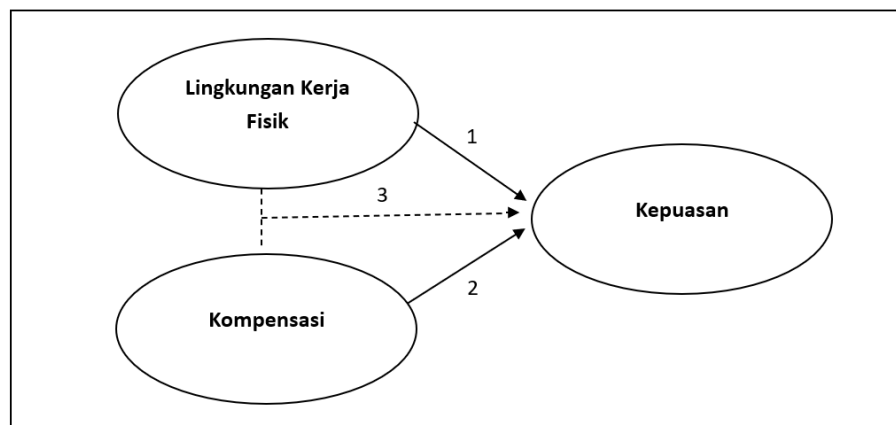 Lingkungan Kerja
Fisik
1
3
Kepuasan
2
Kompensasi